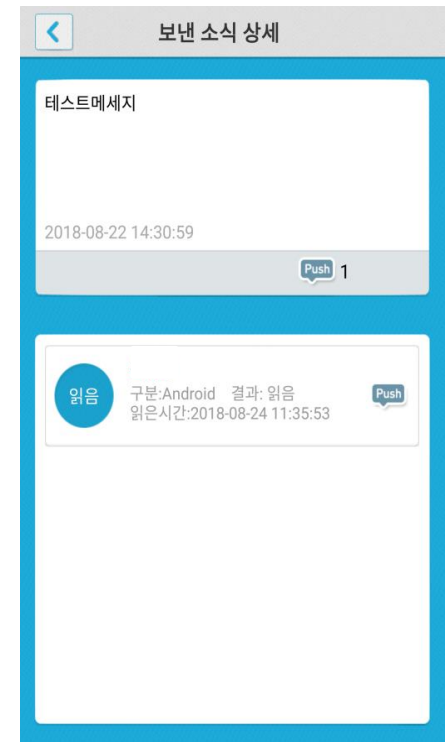 보낸 소식 상세
테스트메세지
2018-08-22 14:30:59
Push 1
읽음
구분:Android 결과: 읽음
Push
읽은시간:2018-08-24 11:35:53